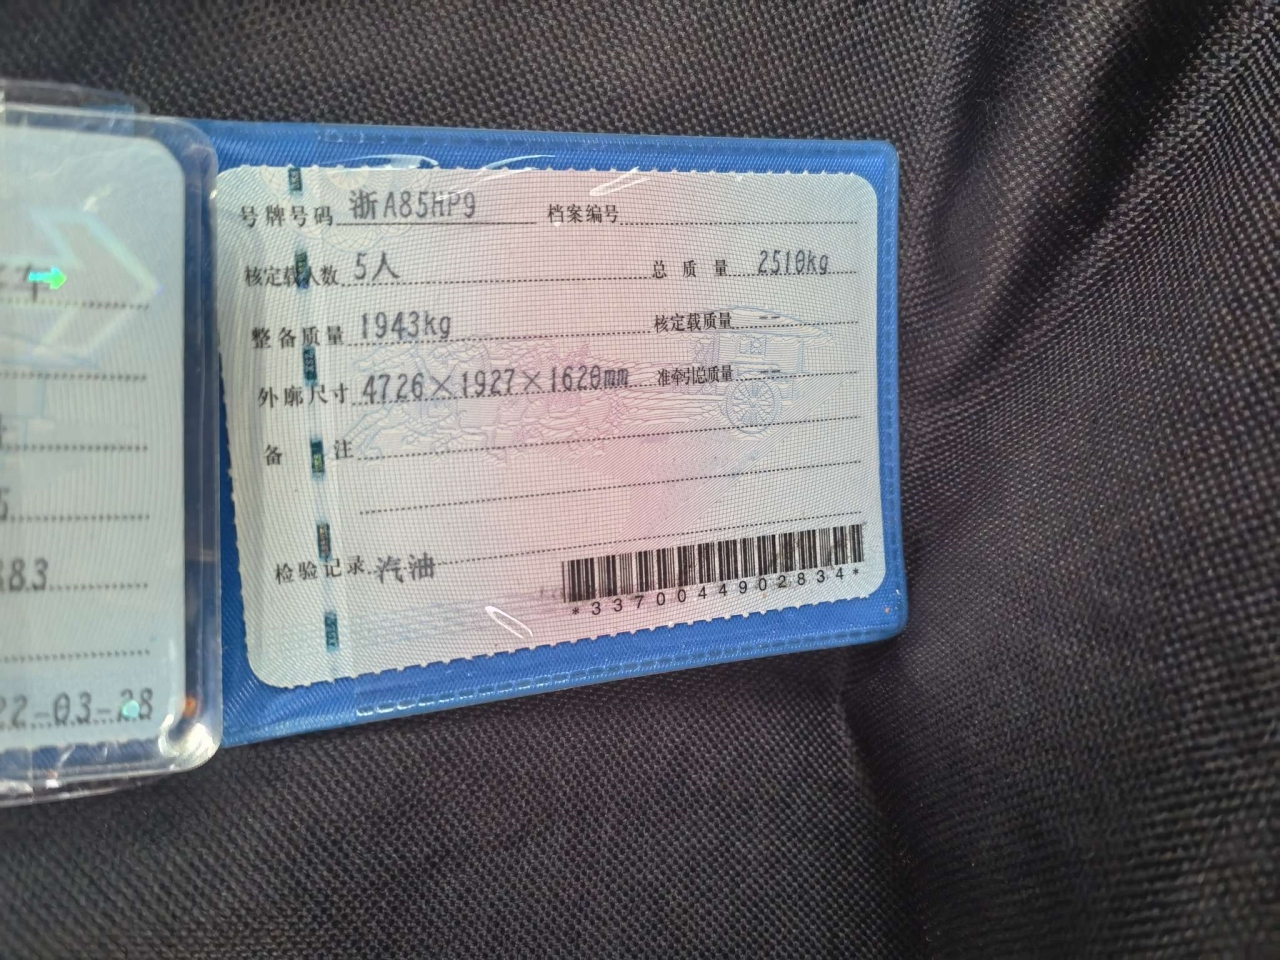 号牌号码 浙A85HP9 档案编号
核定载人数 5人 总质量 2510kg
整备质量 1943kg 核定载质量 --
外廓尺寸 4726×1927×1620mm 准牵引总质量 --
备注
检验记录 汽油
*3370044902834*
22-03-28